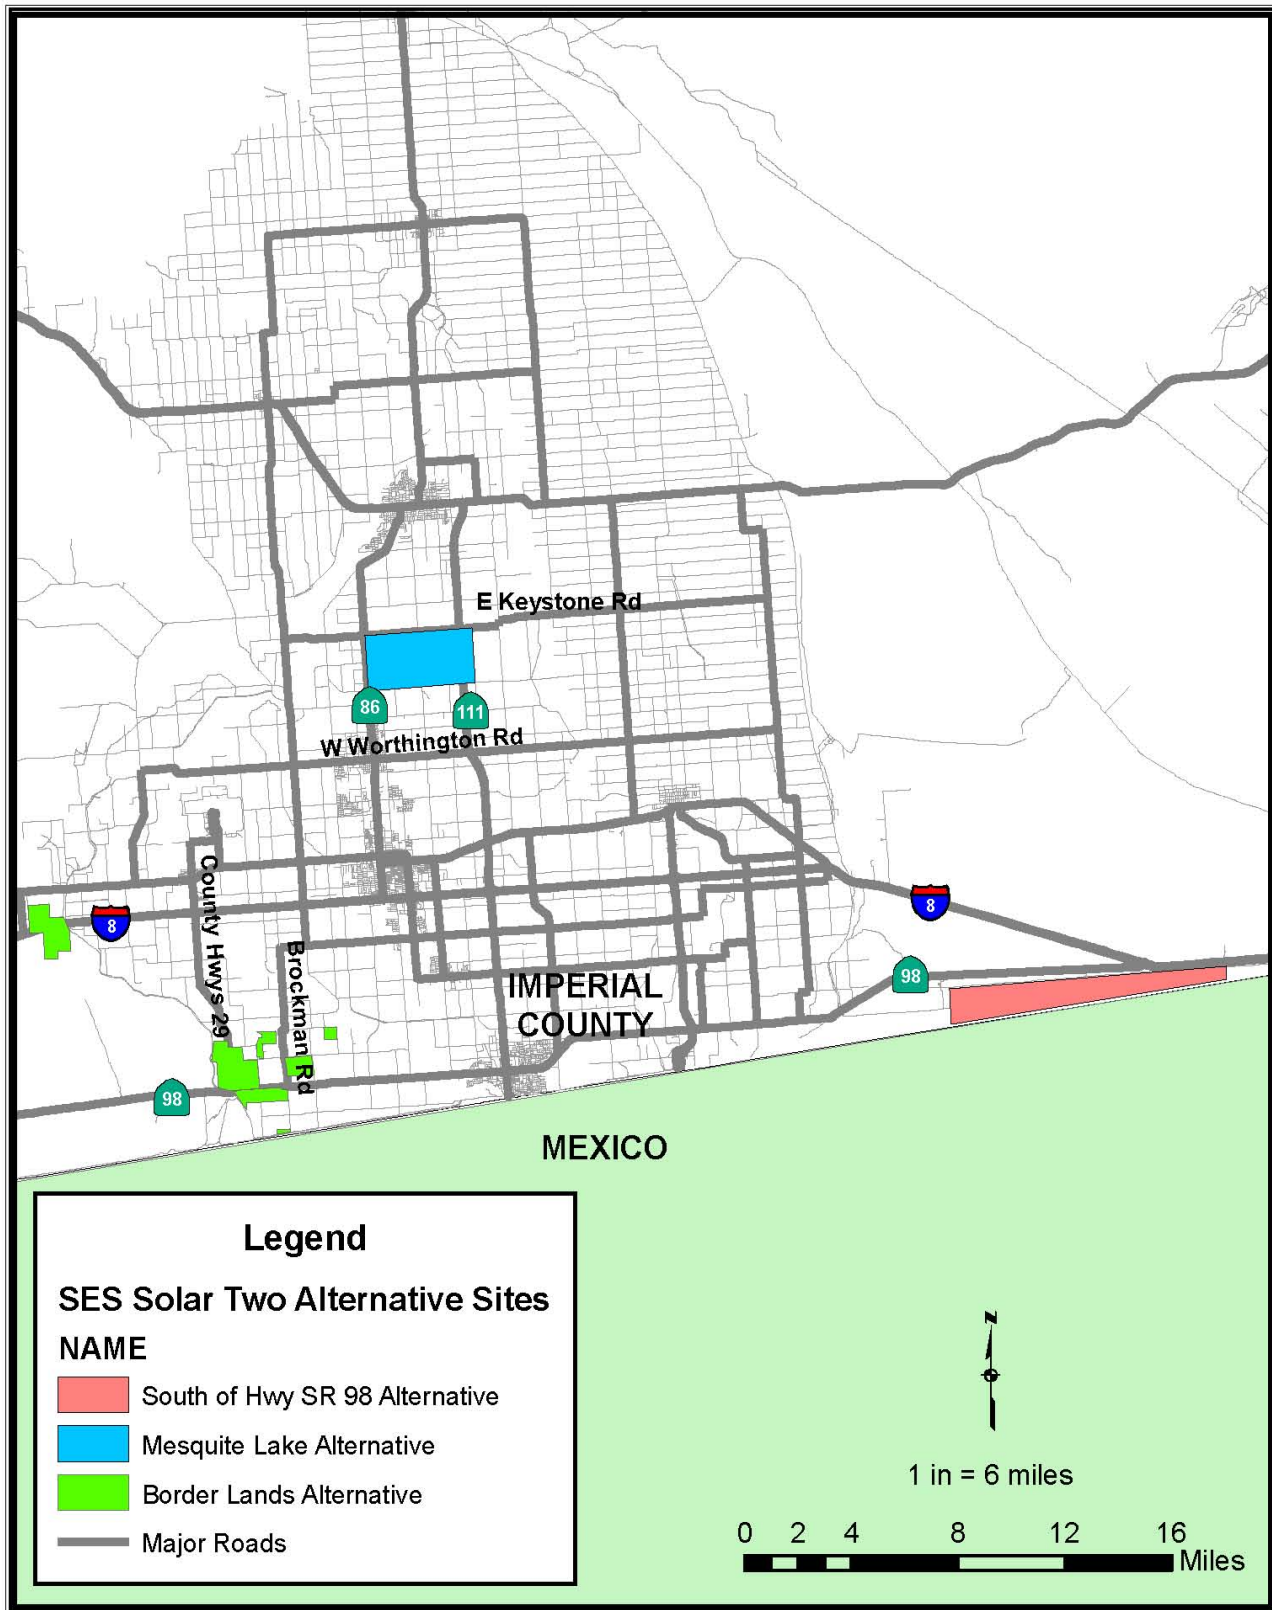 E Keystone Rd
86
111
W Worthington Rd
County Hwys 29
8
8
Brockman Rd
98
IMPERIAL
COUNTY
98
MEXICO
Legend
SES Solar Two Alternative Sites
NAME
South of Hwy SR 98 Alternative
Mesquite Lake Alternative
Border Lands Alternative
Major Roads
N
1 in = 6 miles
0 2 4 8 12 16
Miles